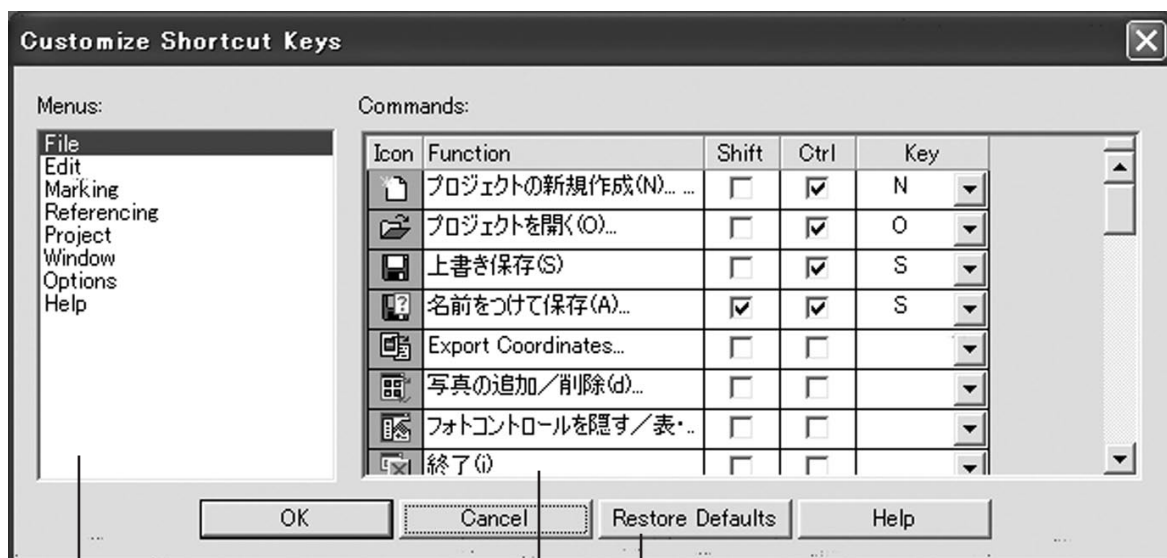 Customize Shortcut Keys
Menus:
File
Edit
Marking
Referencing
Project
Window
Options
Help
Commands:
Icon Function Shift Ctrl Key
プロジェクトの新規作成(N)... ... N
プロジェクトを開く(O)... O
上書き保存(S) S
名前をつけて保存(A)... S
Export Coordinates...
写真の追加／削除(d)...
フォトコントロールを隠す／表・..
終了(i)
OK Cancel Restore Defaults Help